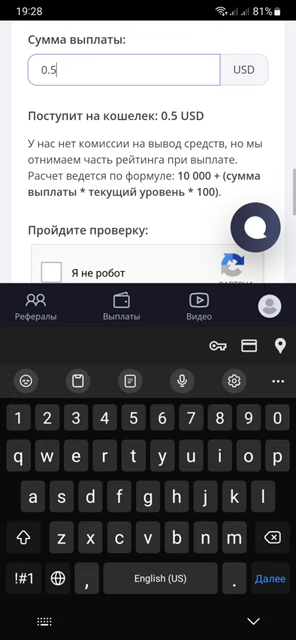 19:28
81%
Сумма выплаты:
0.5
USD
Поступит на кошелек: 0.5 USD
У нас нет комиссии на вывод средств, но мы
отнимаем часть рейтинга при выплате.
Расчет ведется по формуле: 10 000 + (сумма
выплаты * текущий уровень * 100).
Пройдите проверку:
Я не робот
Рефералы
Выплаты
Видео
1 2 3 4 5 6 7 8 9 0
q w e r t y u i o p
a s d f g h j k l
z x c v b n m
!#1 , English (US) . Далее